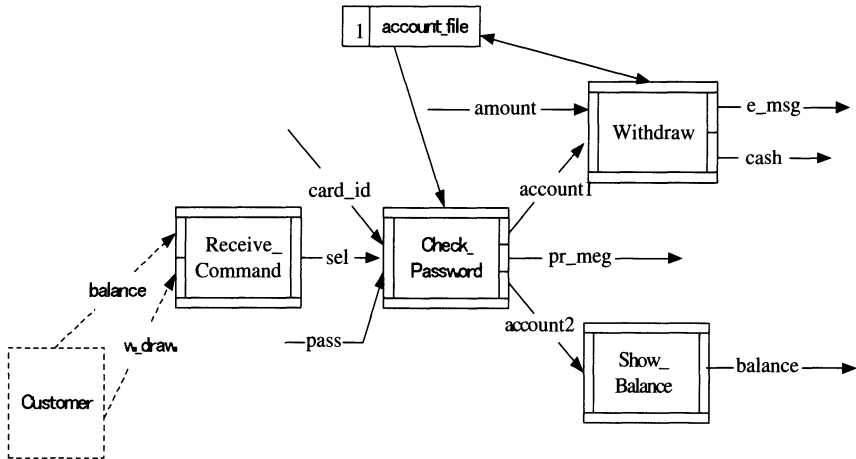 1 account_file
amount
Withdraw
e_msg
cash
card_id
account1
Receive_
Command
sel
Check_
Password
pr_meg
balance
pass
account2
w_draw
Show_
Balance
balance
Customer